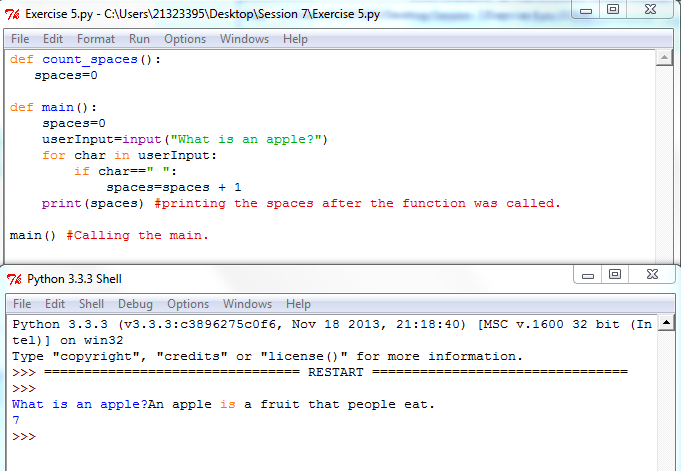 Exercise 5.py - C:\Users\21323395\Desktop\Session 7\Exercise 5.py
File Edit Format Run Options Windows Help
def count_spaces():
   spaces=0
def main():
    spaces=0
    userInput=input("What is an apple?")
    for char in userInput:
        if char==" ":
            spaces=spaces + 1
    print(spaces) #printing the spaces after the function was called.
main() #Calling the main.
Python 3.3.3 Shell
File Edit Shell Debug Options Windows Help
Python 3.3.3 (v3.3.3:c3896275c0f6, Nov 18 2013, 21:18:40) [MSC v.1600 32 bit (In
tel)] on win32
Type "copyright", "credits" or "license()" for more information.
>>> ================================ RESTART ================================
>>>
What is an apple?An apple is a fruit that people eat.
7
>>>